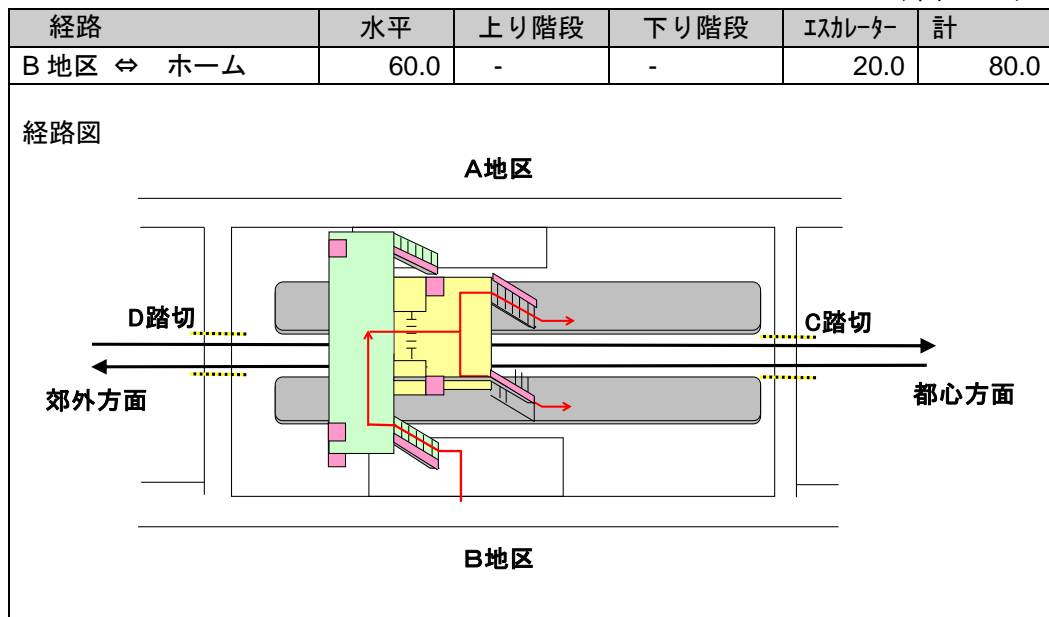 経路 水平 上り階段 下り階段 ｴｽｶﾚｰﾀｰ 計
B 地区 ⇔ ホーム 60.0 - - 20.0 80.0
経路図
Ａ地区
D踏切 C踏切
郊外方面 都心方面
Ｂ地区